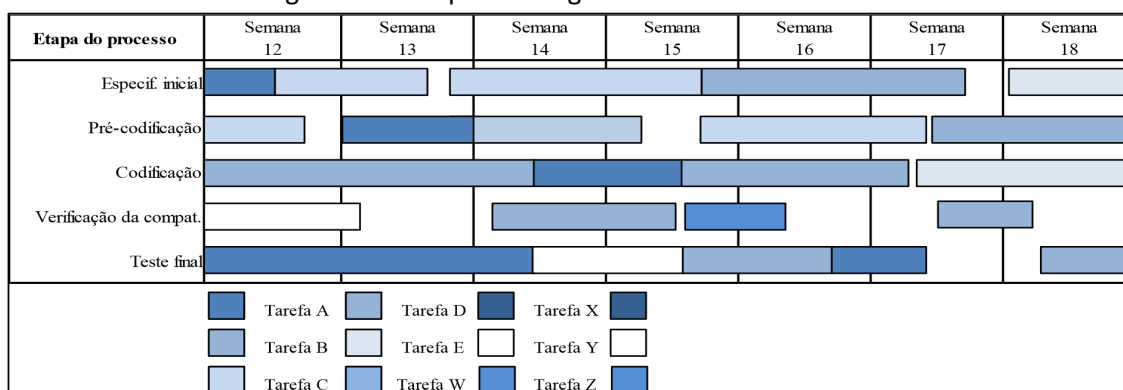 Etapa do processo Semana 12 Semana 13 Semana 14 Semana 15 Semana 16 Semana 17 Semana 18
Especif. inicial
Pré-codificação
Codificação
Verificação da compat.
Teste final
Tarefa A Tarefa D Tarefa X
Tarefa B Tarefa E Tarefa Y
Tarefa C Tarefa W Tarefa Z